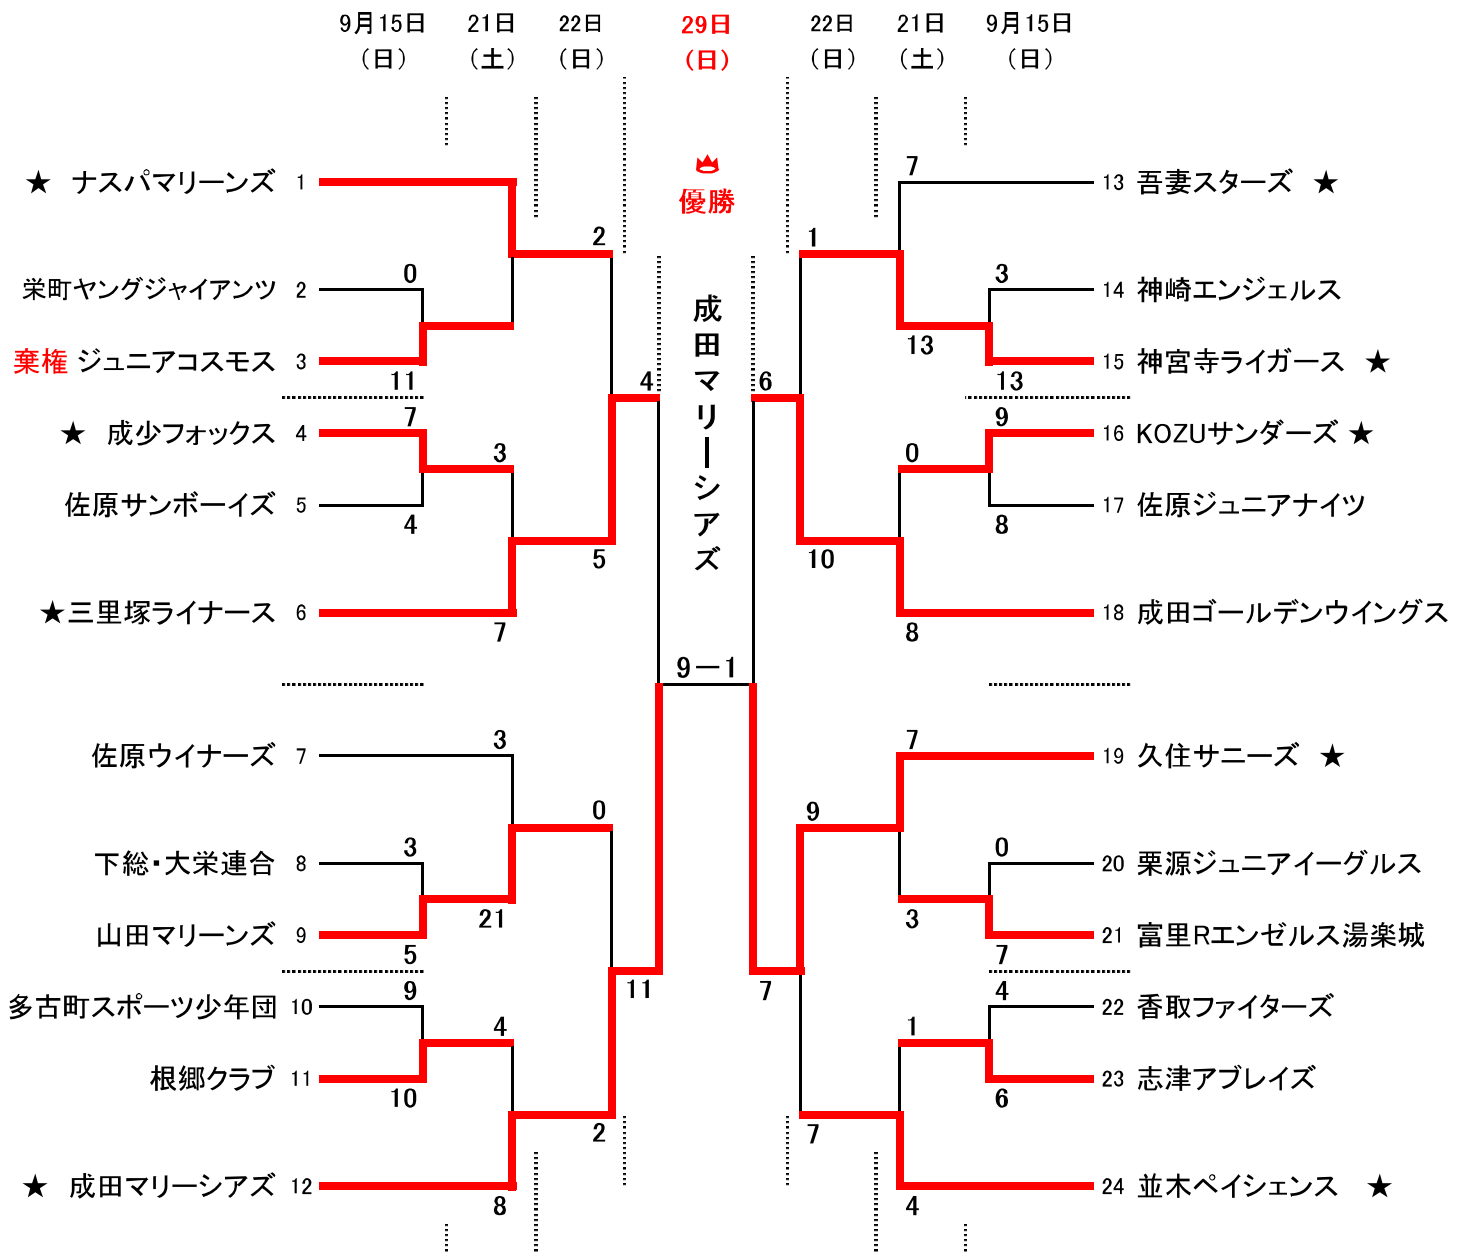 9月15日 21日 22日 29日 22日 21日 9月15日
（日） （土） （日） （日） （日） （土） （日）
優勝
成田マリーシアズ
★ ナスパマリーンズ 1
栄町ヤングジャイアンツ 2 0
棄権 ジュニアコスモス 3 11
★ 成少フォックス 4 7
佐原サンボーイズ 5 4
★三里塚ライナース 6
佐原ウイナーズ 7
下総・大栄連合 8 3
山田マリーンズ 9 5
多古町スポーツ少年団 10 9
根郷クラブ 11 10
★ 成田マリーシアズ 12
3
7
3
21
4
8
2
5
0
2
4
11
9－1
6
7
1
10
9
7
7
13
0
8
7
3
1
4
13 吾妻スターズ ★
3 14 神崎エンジェルス
13 15 神宮寺ライガース ★
9 16 KOZUサンダーズ ★
8 17 佐原ジュニアナイツ
18 成田ゴールデンウイングス
19 久住サニーズ ★
0 20 栗源ジュニアイーグルス
7 21 富里Rエンゼルス湯楽城
4 22 香取ファイターズ
6 23 志津アブレイズ
24 並木ペイシェンス ★